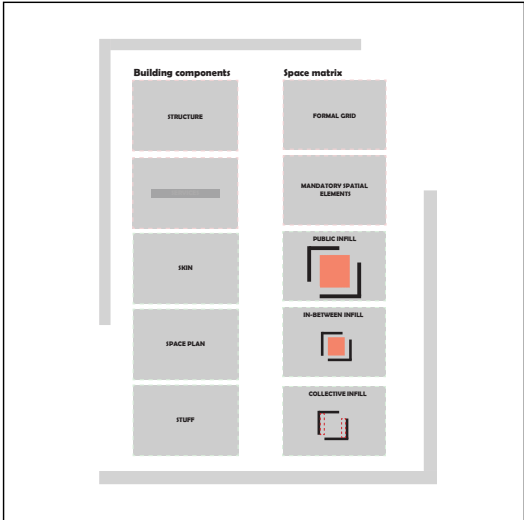 Building components
Space matrix
STRUCTURE
FORMAL GRID
MANDATORY SPATIAL
ELEMENTS
PUBLIC INFILL
SKIN
IN-BETWEEN INFILL
SPACE PLAN
COLLECTIVE INFILL
STUFF